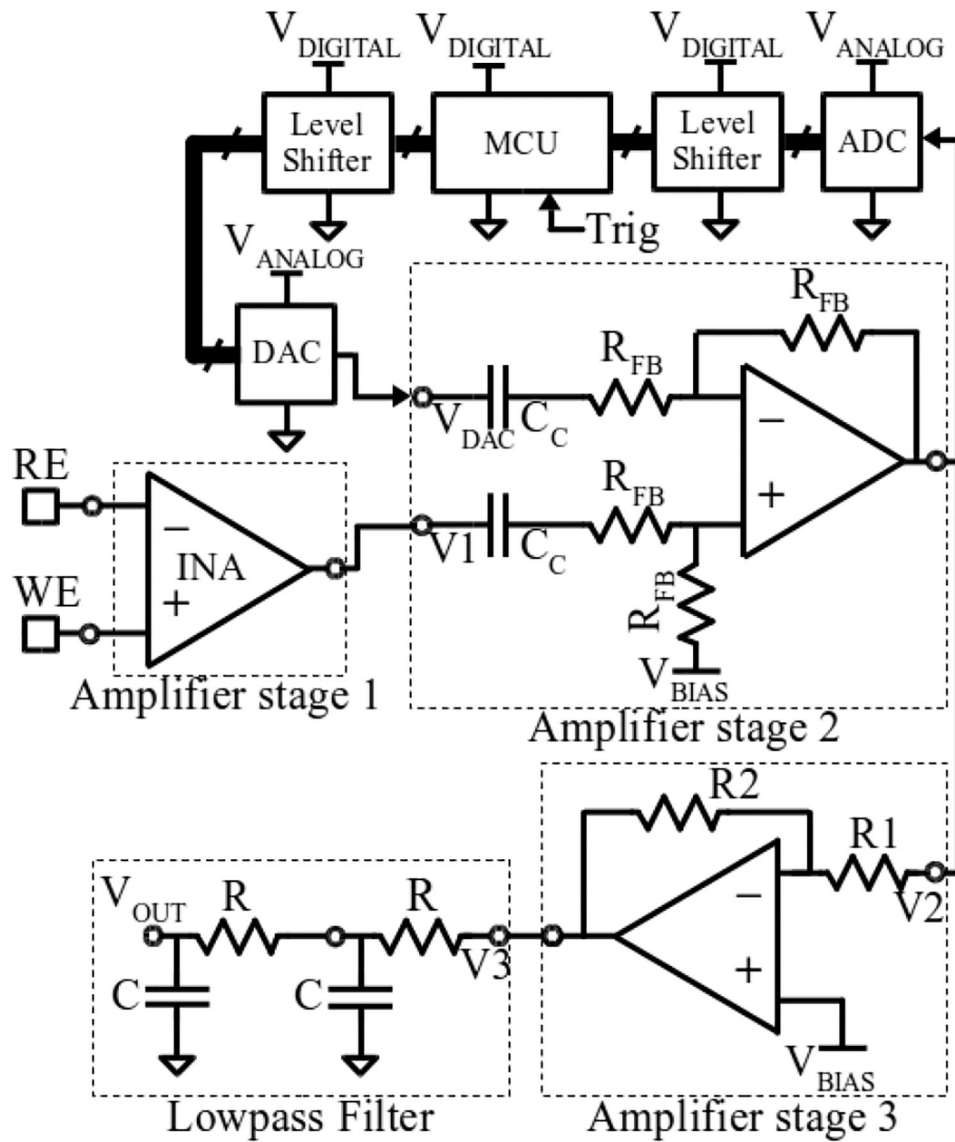 VDIGITAL VDIGITAL VDIGITAL VANALOG
Level
Shifter
MCU
Level
Shifter
ADC
Trig
VANALOG
DAC
RFB
RFB
VDAC CC
RE
INA
WE
Amplifier stage 1
V1 CC
RFB
RFB
VBIAS
−
+
−
+
Amplifier stage 2
R2
R1
V2
−
+
VBIAS
Amplifier stage 3
VOUT R R
V3
C C
Lowpass Filter